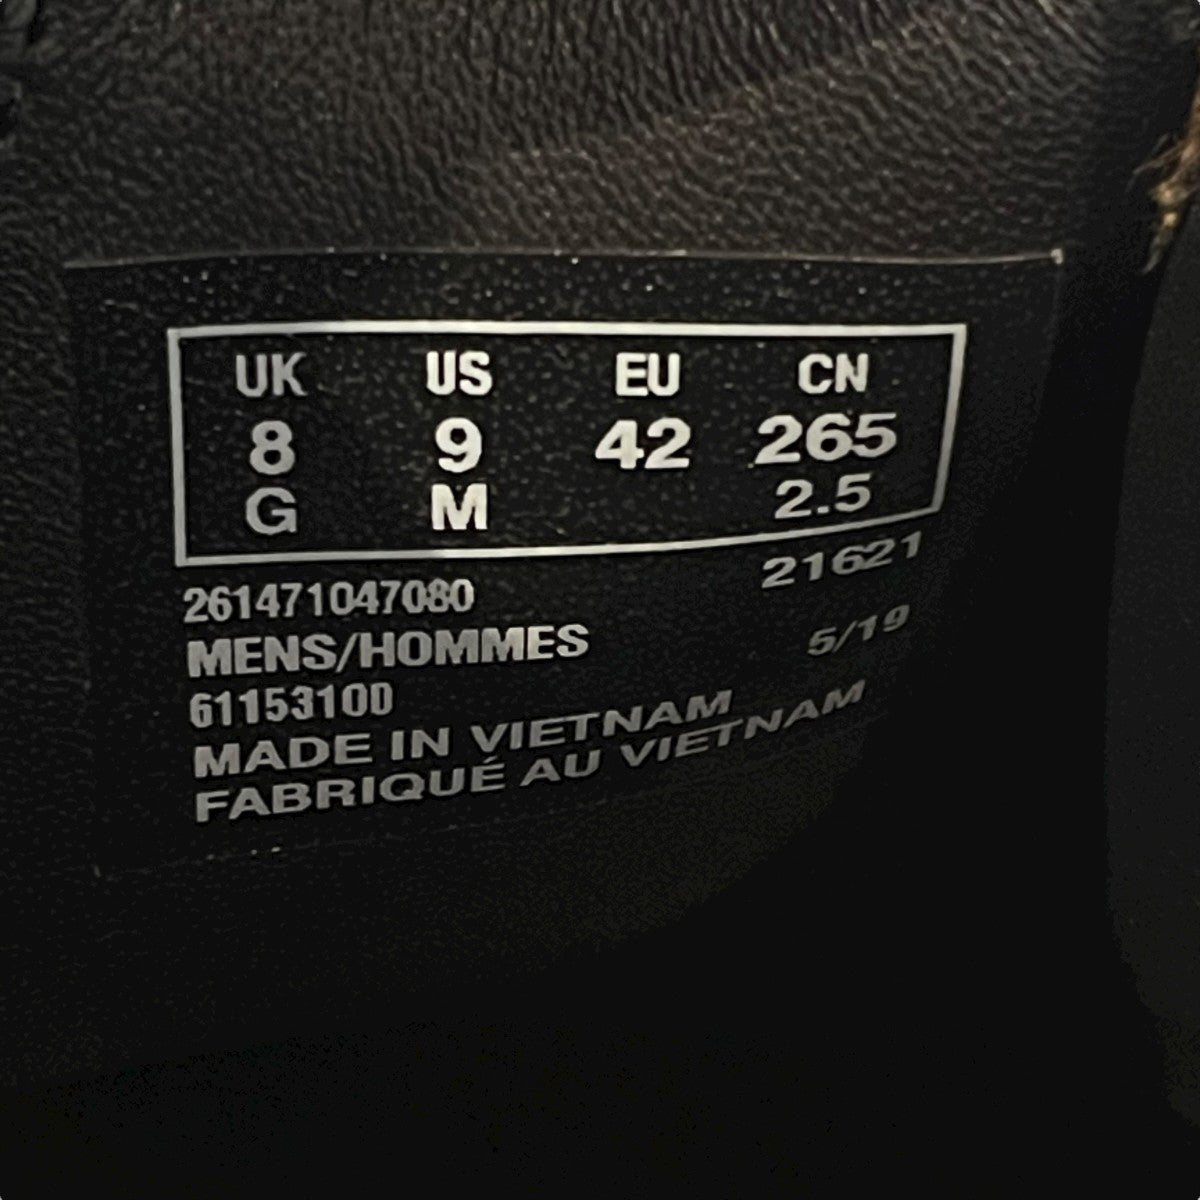 UK US EU CN
8 9 42 265
G M 2.5
261471047080 21621
MENS/HOMMES 5/19
61153100
MADE IN VIETNAM
FABRIQUÉ AU VIETNAM